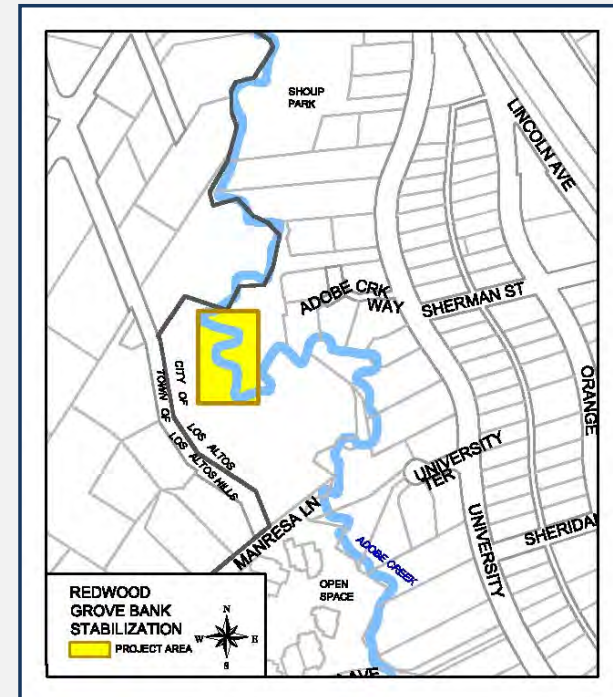 SHOUP
PARK
LINCOLN AVE
ADOBE CRK
WAY
SHERMAN ST
ORANGE
CITY OF
LOS ALTOS
TOWN OF
LOS ALTOS HILLS
UNIVERSITY
TER
UNIVERSITY
MANRESA LN
SHERIDAN
ADOBE CREEK
OPEN
SPACE
AVE
REDWOOD
GROVE BANK
STABILIZATION
PROJECT AREA
N
W
E
S